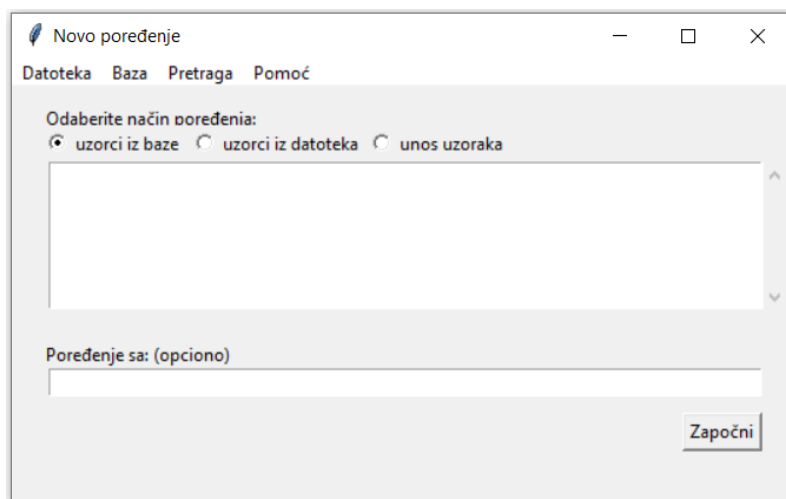 Novo poređenje
Datoteka Baza Pretraga Pomoć
Odaberite način poređenja:
uzorci iz baze uzorci iz datoteka unos uzoraka
Poređenje sa: (opciono)
Započni